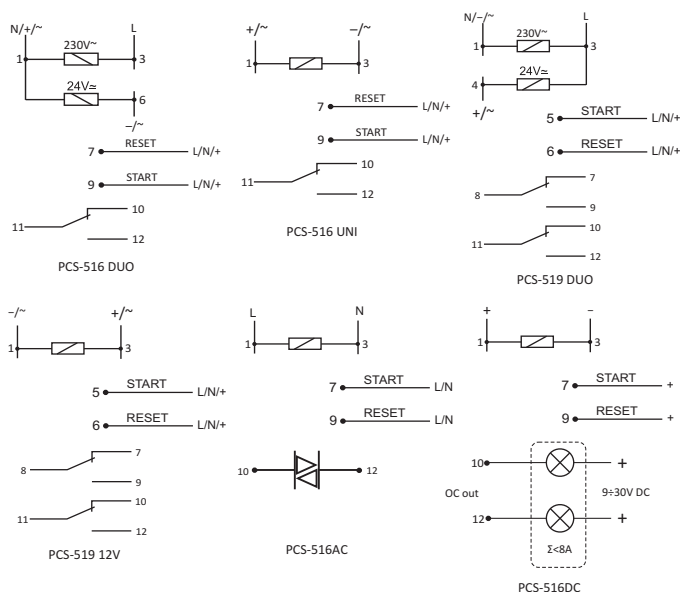 N/+/~ L
230V~
1 3
24V≂
6
–/~
7 RESET L/N/+
9 START L/N/+
10
11
12
PCS-516 DUO
+/~ –/~
1 3
7 RESET L/N/+
9 START L/N/+
10
11
12
PCS-516 UNI
N/–/~ L
230V~
1 3
24V≂
4
+/~
5 START L/N/+
6 RESET L/N/+
7
8
9
10
11
12
PCS-519 DUO
–/~ +/~
1 3
5 START L/N/+
6 RESET L/N/+
7
8
9
10
11
12
PCS-519 12V
L N
1 3
7 START L/N
9 RESET L/N
10 12
PCS-516AC
+ –
1 3
7 START +
9 RESET +
10 +
OC out 9÷30V DC
12 +
Σ<8A
PCS-516DC